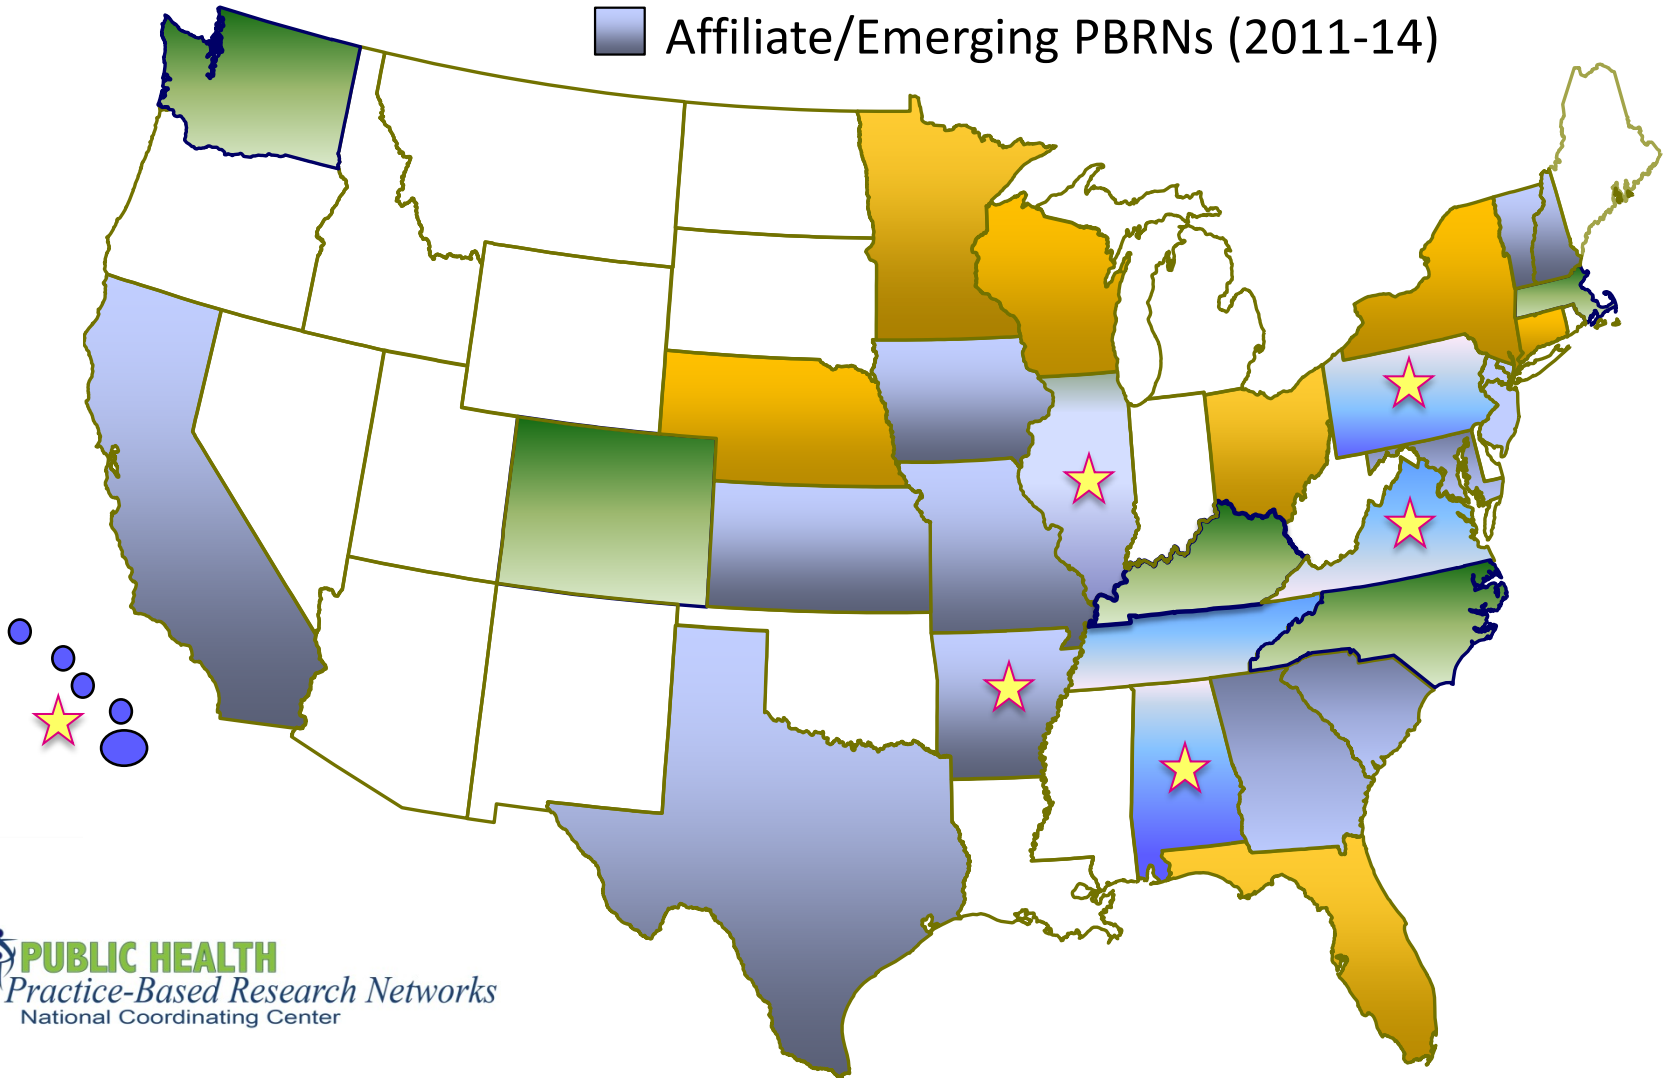 Affiliate/Emerging PBRNs (2011-14)
PUBLIC HEALTH
Practice-Based Research Networks
National Coordinating Center